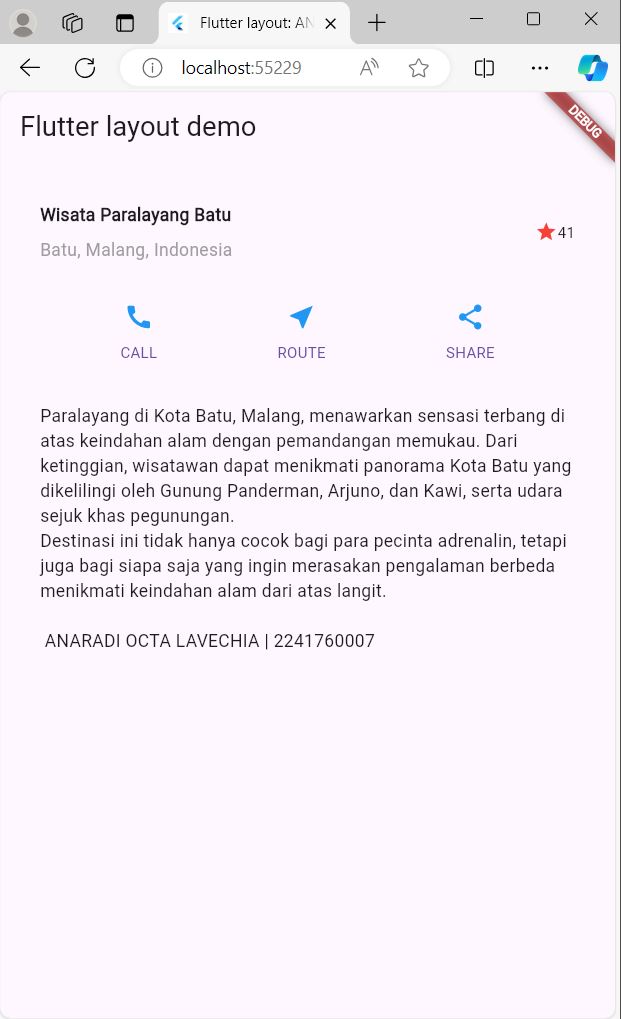 Flutter layout: AN
localhost:55229
Flutter layout demo
DEBUG
Wisata Paralayang Batu
Batu, Malang, Indonesia
41
CALL
ROUTE
SHARE
Paralayang di Kota Batu, Malang, menawarkan sensasi terbang di
atas keindahan alam dengan pemandangan memukau. Dari
ketinggian, wisatawan dapat menikmati panorama Kota Batu yang
dikelilingi oleh Gunung Panderman, Arjuno, dan Kawi, serta udara
sejuk khas pegunungan.
Destinasi ini tidak hanya cocok bagi para pecinta adrenalin, tetapi
juga bagi siapa saja yang ingin merasakan pengalaman berbeda
menikmati keindahan alam dari atas langit.
ANARADI OCTA LAVECHIA | 2241760007